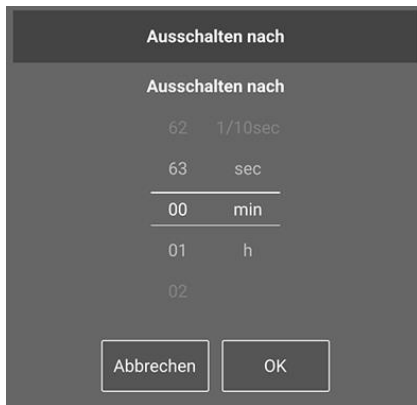 Ausschalten nach
Ausschalten nach
62 1/10sec
63 sec
00 min
01 h
02
Abbrechen OK